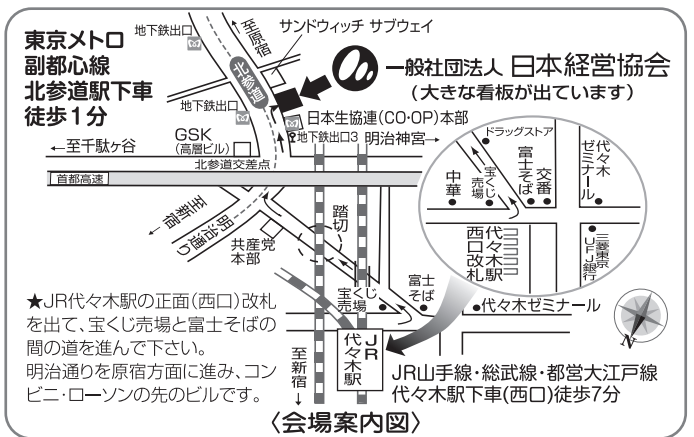 東京メトロ
副都心線
北参道駅下車
徒歩1分
地下鉄出口
至原宿
サンドウィッチ サブウェイ
北参道
一般社団法人 日本経営協会
(大きな看板が出ています)
地下鉄出口
日本生協連(CO・OP)本部
地下鉄出口3
明治神宮→
GSK
(高層ビル)
←至千駄ヶ谷
北参道交差点
首都高速
至新宿
明治通り
共産党
本部
踏切
ドラッグストア
中華
宝くじ
売場
富士そば
交番
代々木
ゼミナール
代々木駅
西口改札
三菱東京
UFJ銀行
宝くじ
売場
富士
そば
代々木ゼミナール
★JR代々木駅の正面(西口)改札
を出て、宝くじ売場と富士そばの
間の道を進んで下さい。
明治通りを原宿方面に進み、コン
ビニ・ローソンの先のビルです。
至新宿→
JR
代々木駅
N
JR山手線・総武線・都営大江戸線
代々木駅下車(西口)徒歩7分
〈会場案内図〉